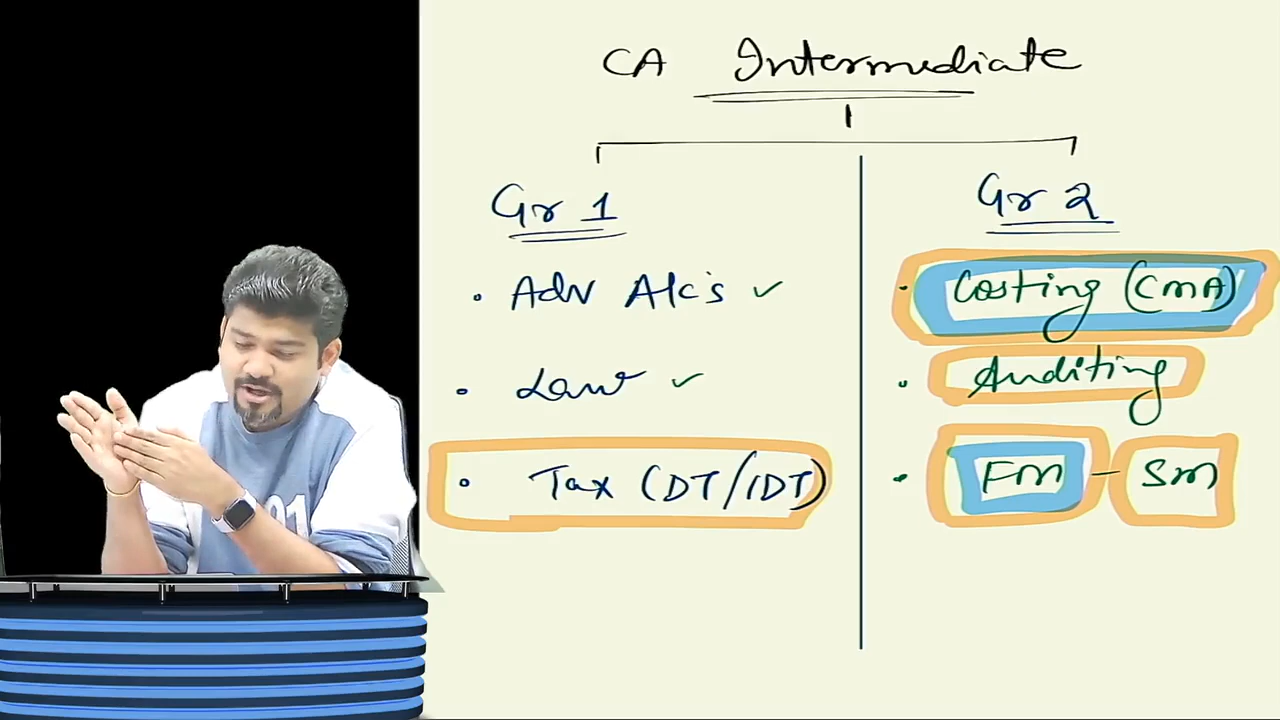 CA Intermediate
Gr 1
• Adv A/c's ✓
• Law ✓
• Tax (DT/IDT)
Gr 2
• Costing (CMA)
• Auditing
• FM - SM